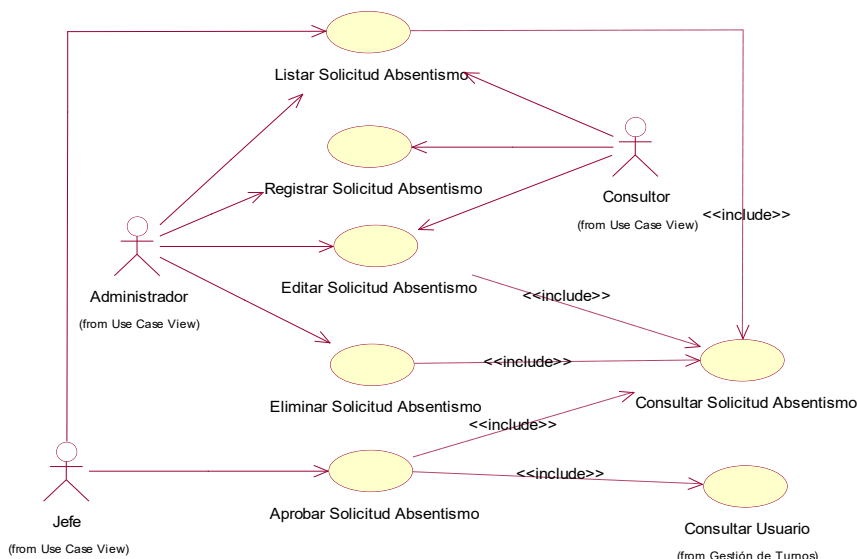 Listar Solicitud Absentismo
Registrar Solicitud Absentismo
Consultor
(from Use Case View)
<<include>>
Administrador
(from Use Case View)
Editar Solicitud Absentismo
<<include>>
Eliminar Solicitud Absentismo
<<include>>
Consultar Solicitud Absentismo
<<include>>
Jefe
(from Use Case View)
Aprobar Solicitud Absentismo
<<include>>
Consultar Usuario
(from Gestión de Turnos)